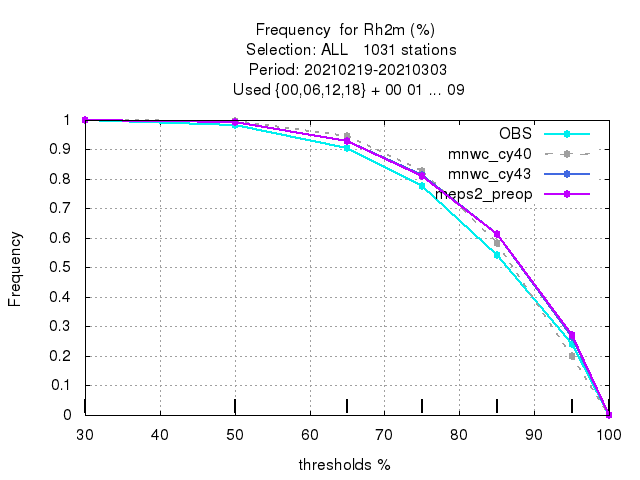 Frequency  for Rh2m (%)
Selection: ALL   1031 stations
Period: 20210219-20210303
Used {00,06,12,18} + 00 01 ... 09
1
0.9
0.8
0.7
0.6
0.5
0.4
0.3
0.2
0.1
0
Frequency
OBS
mnwc_cy40
mnwc_cy43
meps2_preop
30 40 50 60 70 80 90 100
thresholds %